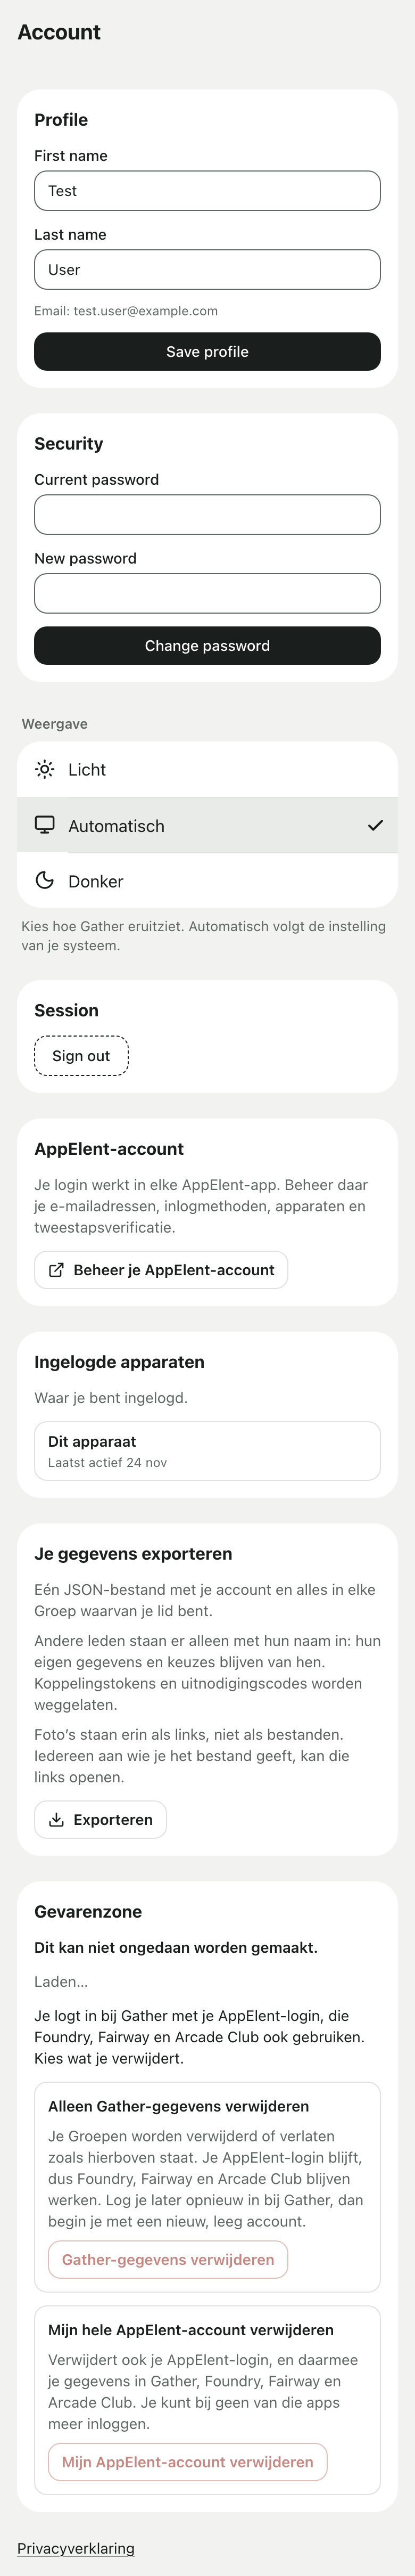 Account
Profile
First name
Test
Last name
User
Email: test.user@example.com
Save profile
Security
Current password
New password
Change password
Weergave
Licht
Automatisch
Donker
Kies hoe Gather eruitziet. Automatisch volgt de instelling
van je systeem.
Session
Sign out
AppElent-account
Je login werkt in elke AppElent-app. Beheer daar
je e-mailadressen, inlogmethoden, apparaten en
tweestapsverificatie.
Beheer je AppElent-account
Ingelogde apparaten
Waar je bent ingelogd.
Dit apparaat
Laatst actief 24 nov
Je gegevens exporteren
Eén JSON-bestand met je account en alles in elke
Groep waarvan je lid bent.
Andere leden staan er alleen met hun naam in: hun
eigen gegevens en keuzes blijven van hen.
Koppelingstokens en uitnodigingscodes worden
weggelaten.
Foto's staan erin als links, niet als bestanden.
Iedereen aan wie je het bestand geeft, kan die
links openen.
Exporteren
Gevarenzone
Dit kan niet ongedaan worden gemaakt.
Laden...
Je logt in bij Gather met je AppElent-login, die
Foundry, Fairway en Arcade Club ook gebruiken.
Kies wat je verwijdert.
Alleen Gather-gegevens verwijderen
Je Groepen worden verwijderd of verlaten
zoals hierboven staat. Je AppElent-login blijft,
dus Foundry, Fairway en Arcade Club blijven
werken. Log je later opnieuw in bij Gather, dan
begin je met een nieuw, leeg account.
Gather-gegevens verwijderen
Mijn hele AppElent-account verwijderen
Verwijdert ook je AppElent-login, en daarmee
je gegevens in Gather, Foundry, Fairway en
Arcade Club. Je kunt bij geen van die apps
meer inloggen.
Mijn AppElent-account verwijderen
Privacyverklaring